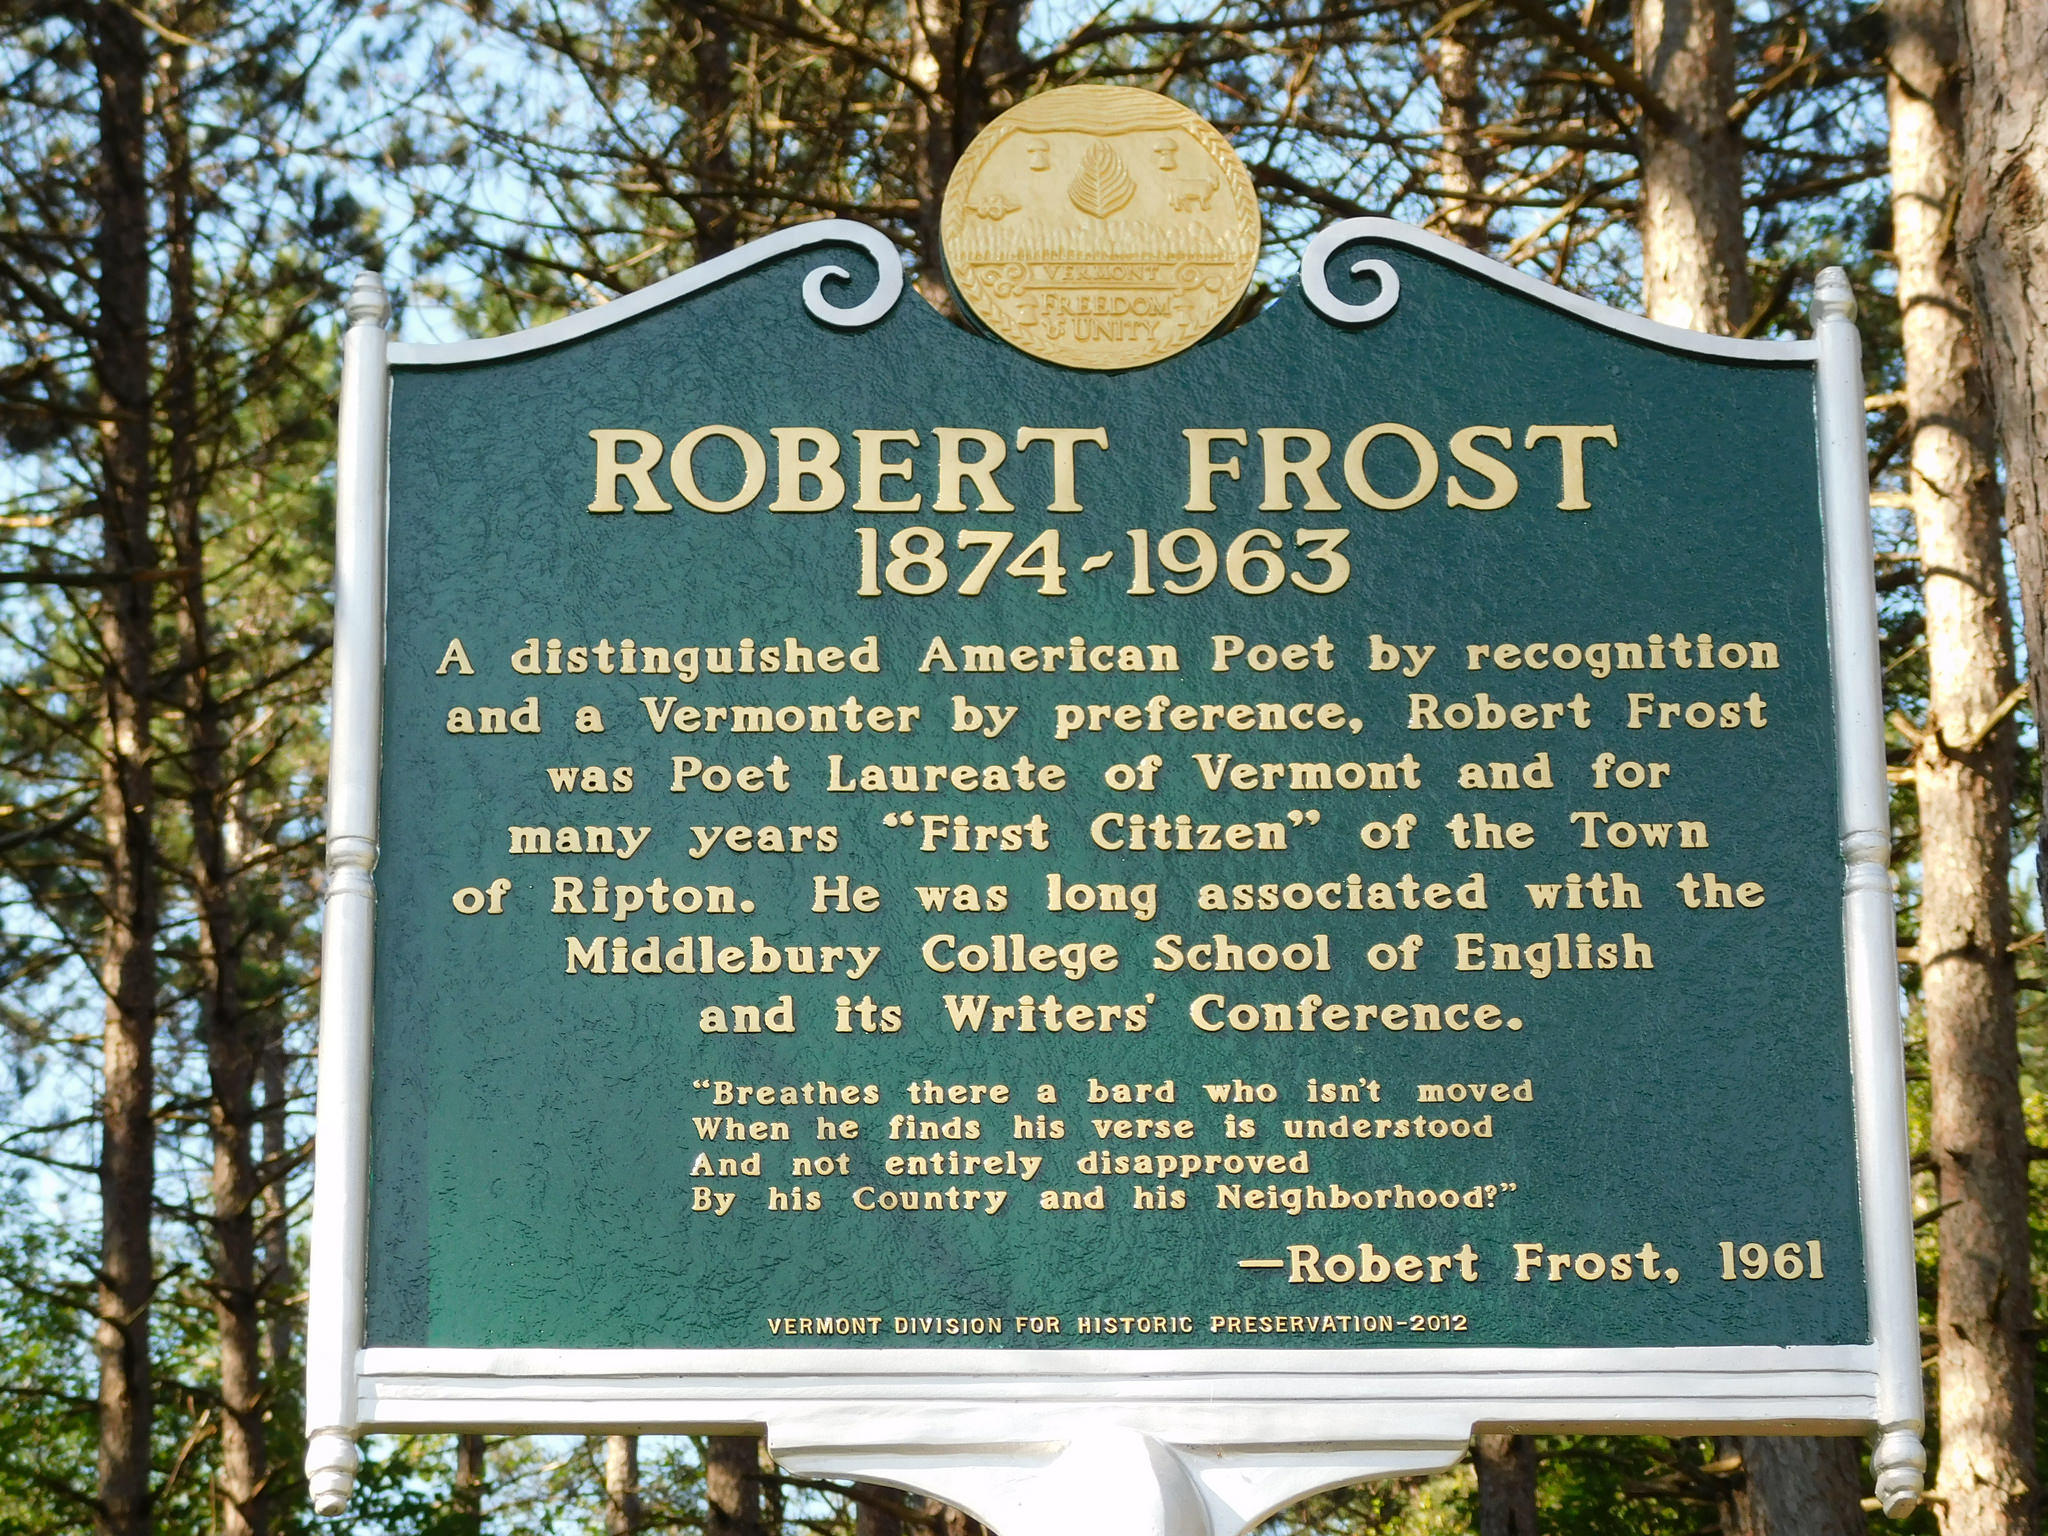 VERMONT
FREEDOM
& UNITY
ROBERT FROST
1874~1963
A distinguished American Poet by recognition
and a Vermonter by preference, Robert Frost
was Poet Laureate of Vermont and for
many years “First Citizen” of the Town
of Ripton. He was long associated with the
Middlebury College School of English
and its Writers' Conference.
“Breathes there a bard who isn't moved
When he finds his verse is understood
And not entirely disapproved
By his Country and his Neighborhood?”
—Robert Frost, 1961
VERMONT DIVISION FOR HISTORIC PRESERVATION-2012